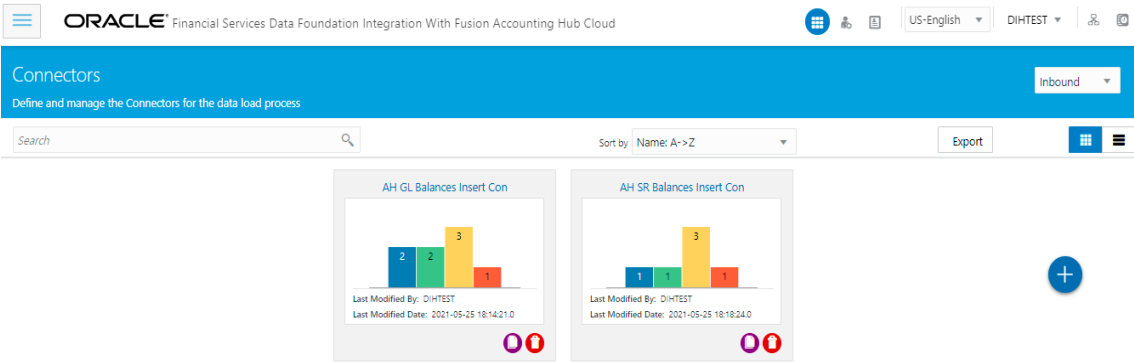 ORACLE® Financial Services Data Foundation Integration With Fusion Accounting Hub Cloud US-English DIHTEST
Connectors
Inbound
Define and manage the Connectors for the data load process
Search Sort by Name: A->Z Export
AH GL Balances Insert Con AH SR Balances Insert Con
3 3
2 2 1 1 1 1
Last Modified By: DIHTEST Last Modified By: DIHTEST
Last Modified Date: 2021-05-25 18:14:21.0 Last Modified Date: 2021-05-25 18:18:24.0